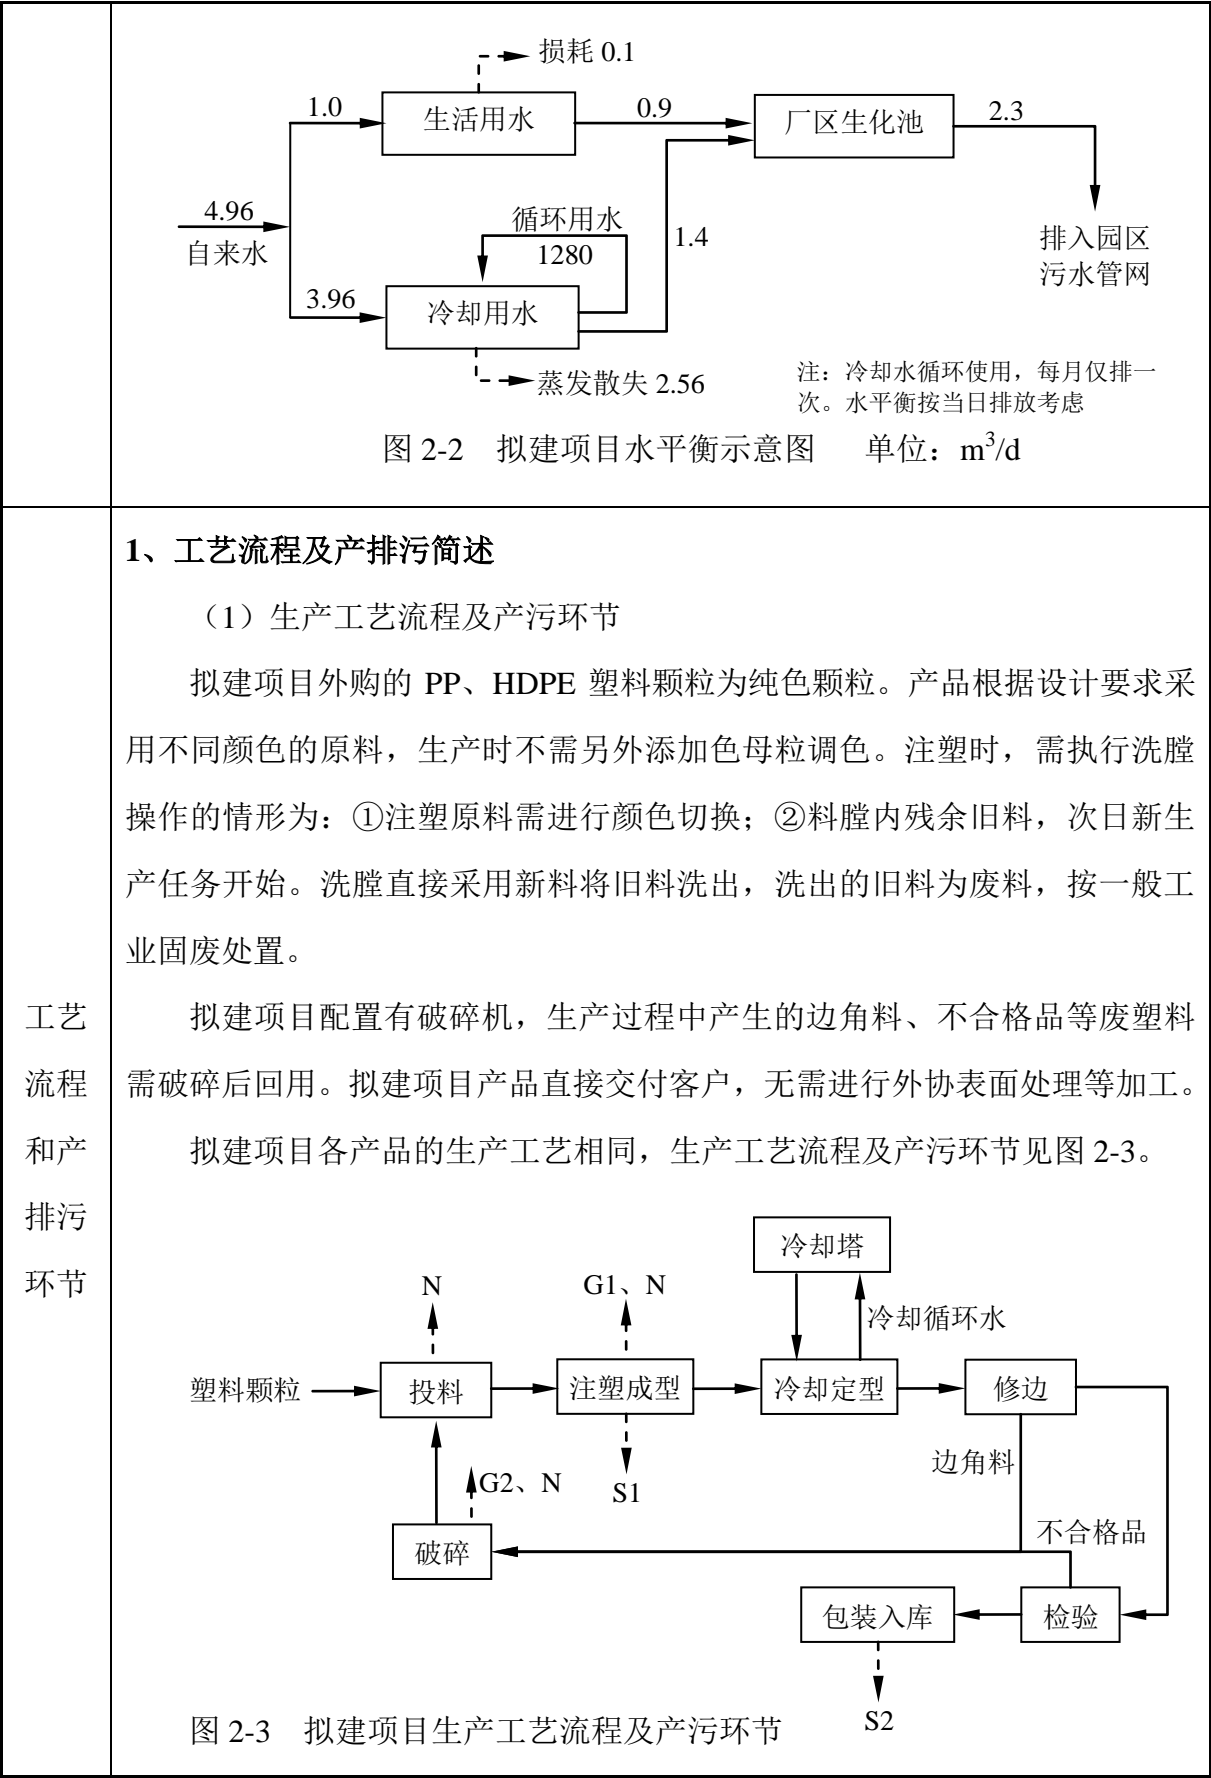 损耗 0.1
1.0
生活用水
0.9
厂区生化池
2.3
4.96
自来水
循环用水
1280
1.4
排入园区
污水管网
3.96
冷却用水
蒸发散失 2.56
注：冷却水循环使用，每月仅排一
次。水平衡按当日排放考虑
图 2-2 拟建项目水平衡示意图 单位：m³/d
工艺
流程
和产
排污
环节
1、工艺流程及产排污简述
（1）生产工艺流程及产污环节
拟建项目外购的 PP、HDPE 塑料颗粒为纯色颗粒。产品根据设计要求采
用不同颜色的原料，生产时不需另外添加色母粒调色。注塑时，需执行洗膛
操作的情形为：①注塑原料需进行颜色切换；②料膛内残余旧料，次日新生
产任务开始。洗膛直接采用新料将旧料洗出，洗出的旧料为废料，按一般工
业固废处置。
拟建项目配置有破碎机，生产过程中产生的边角料、不合格品等废塑料
需破碎后回用。拟建项目产品直接交付客户，无需进行外协表面处理等加工。
拟建项目各产品的生产工艺相同，生产工艺流程及产污环节见图 2-3。
冷却塔
N
G1、N
冷却循环水
塑料颗粒
投料
注塑成型
冷却定型
修边
边角料
G2、N
S1
不合格品
破碎
包装入库
检验
S2
图 2-3 拟建项目生产工艺流程及产污环节